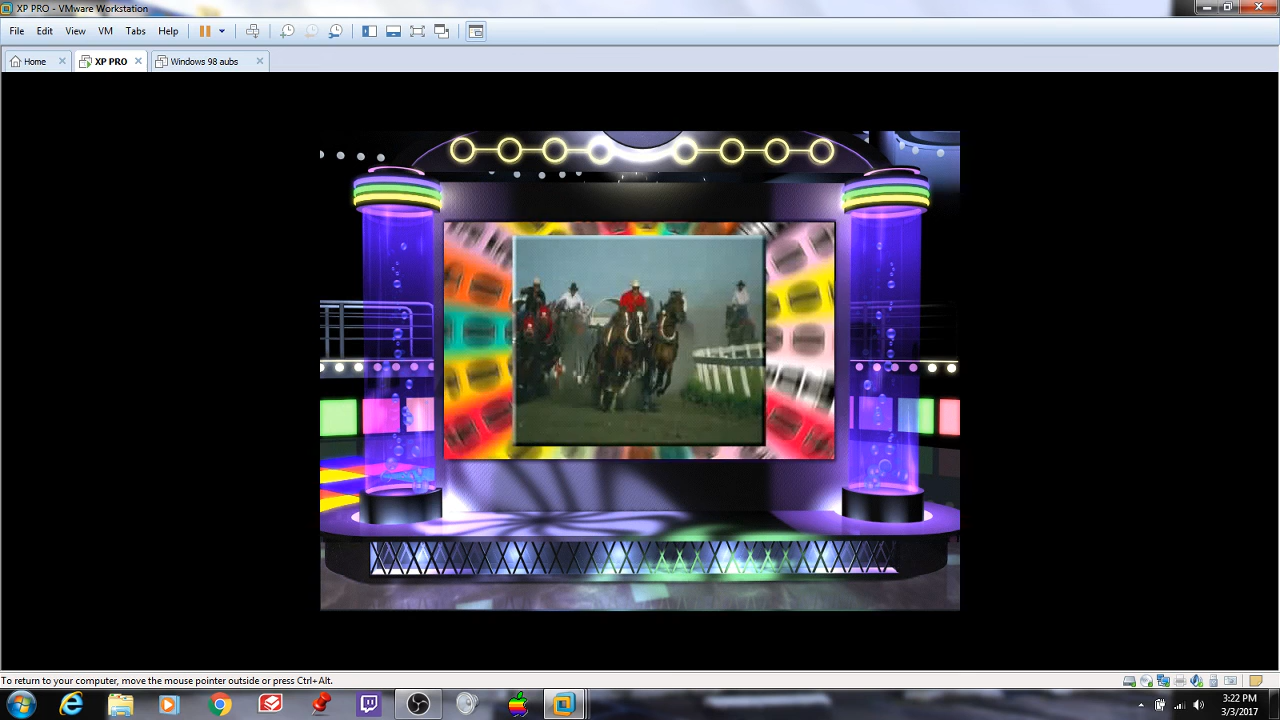 XP PRO - VMware Workstation
File Edit View VM Tabs Help
Home XP PRO Windows 98 aubs
To return to your computer, move the mouse pointer outside or press Ctrl+Alt.
3:22 PM
3/3/2017